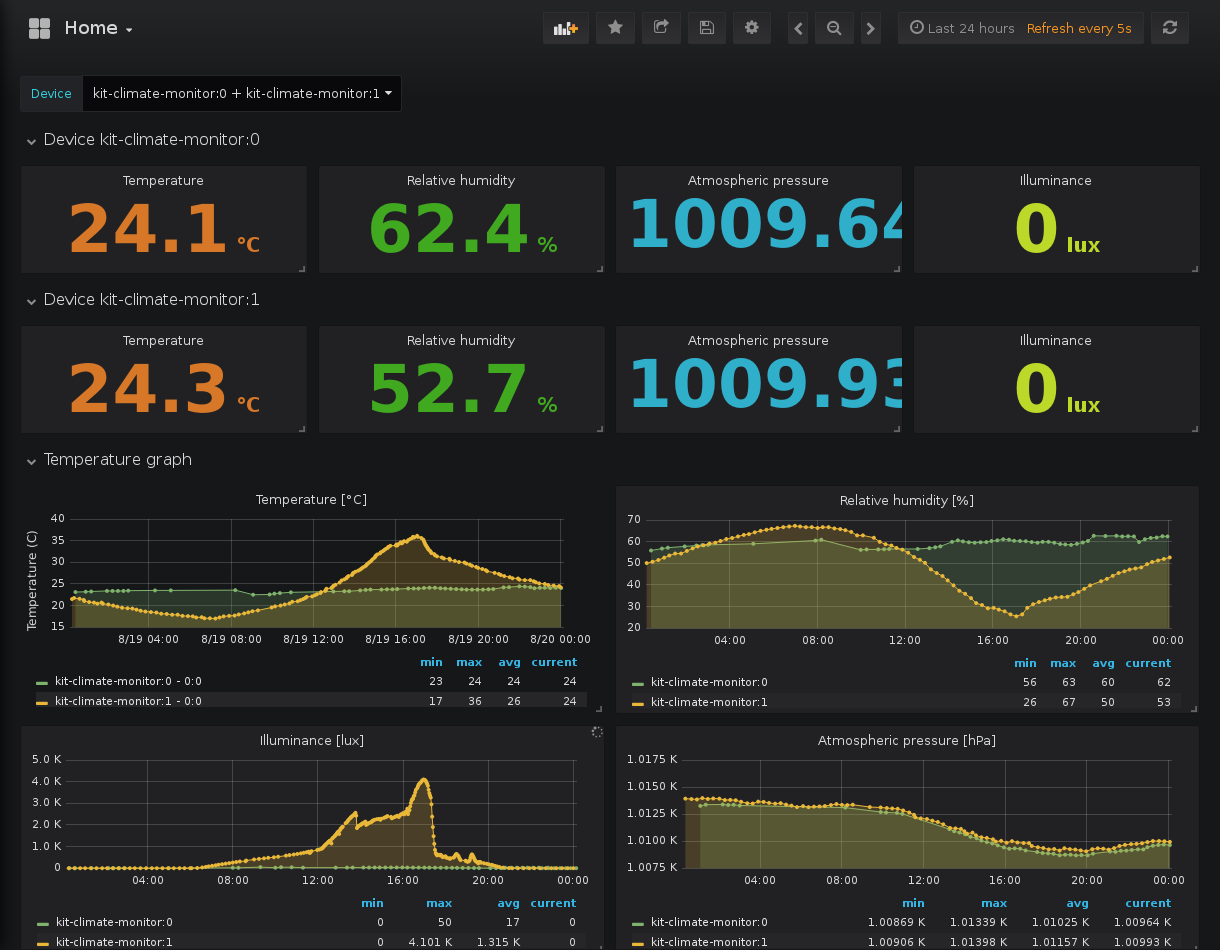 Home
Last 24 hours Refresh every 5s
Device kit-climate-monitor:0 + kit-climate-monitor:1
Device kit-climate-monitor:0
Temperature Relative humidity Atmospheric pressure Illuminance
24.1 °C 62.4 % 1009.64 0 lux
Device kit-climate-monitor:1
Temperature Relative humidity Atmospheric pressure Illuminance
24.3 °C 52.7 % 1009.93 0 lux
Temperature graph
Temperature [°C]
Temperature (C)
40
35
30
25
20
15
8/19 04:00 8/19 08:00 8/19 12:00 8/19 16:00 8/19 20:00 8/20 00:00
min max avg current
kit-climate-monitor:0 - 0:0 23 24 24 24
kit-climate-monitor:1 - 0:0 17 36 26 24
Relative humidity [%]
70
60
50
40
30
20
04:00 08:00 12:00 16:00 20:00 00:00
min max avg current
kit-climate-monitor:0 56 63 60 62
kit-climate-monitor:1 26 67 50 53
Illuminance [lux]
5.0 K
4.0 K
3.0 K
2.0 K
1.0 K
0
04:00 08:00 12:00 16:00 20:00 00:00
min max avg current
kit-climate-monitor:0 0 50 17 0
kit-climate-monitor:1 0 4.101 K 1.315 K 0
Atmospheric pressure [hPa]
1.0175 K
1.0150 K
1.0125 K
1.0100 K
1.0075 K
04:00 08:00 12:00 16:00 20:00 00:00
min max avg current
kit-climate-monitor:0 1.00869 K 1.01339 K 1.01025 K 1.00964 K
kit-climate-monitor:1 1.00906 K 1.01398 K 1.01157 K 1.00993 K